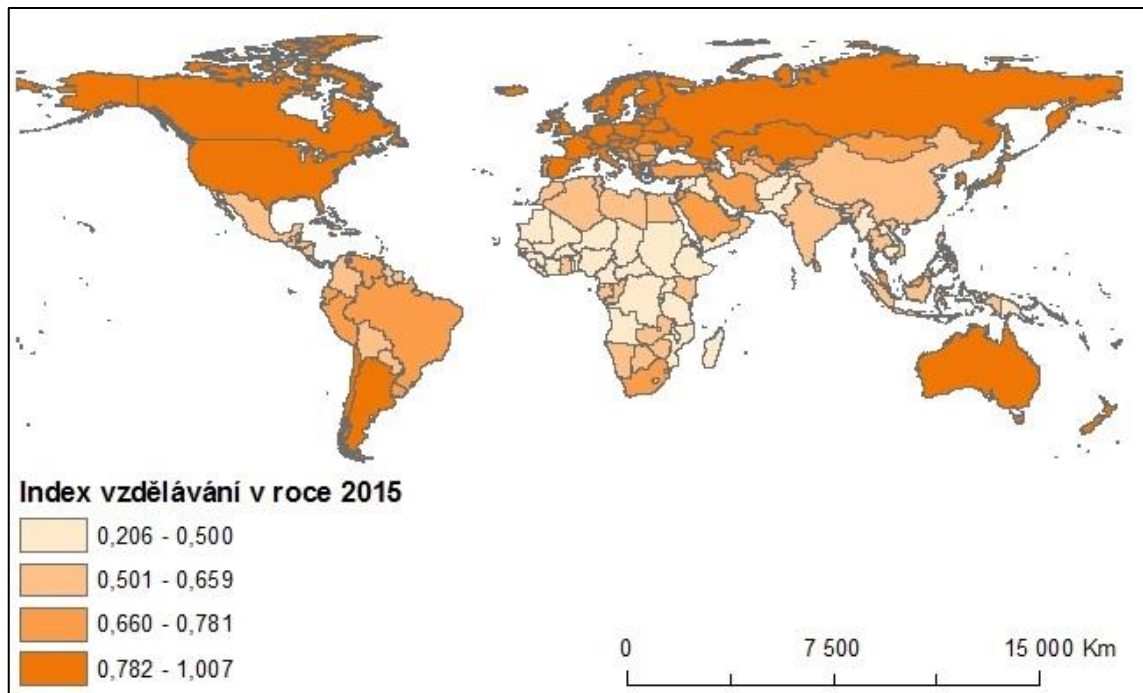 Index vzdělávání v roce 2015
0,206 - 0,500
0,501 - 0,659
0,660 - 0,781
0,782 - 1,007
0 7 500 15 000 Km